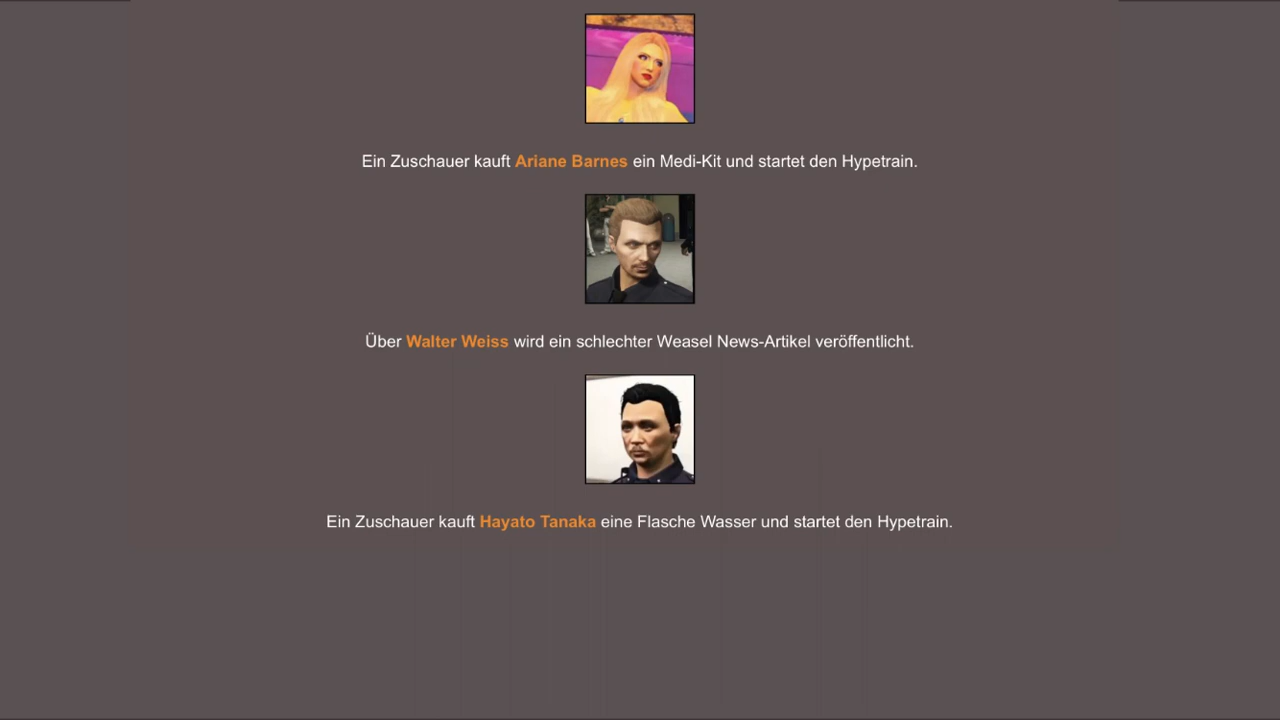 Ein Zuschauer kauft Ariane Barnes ein Medi-Kit und startet den Hypetrain.
Über Walter Weiss wird ein schlechter Weasel News-Artikel veröffentlicht.
Ein Zuschauer kauft Hayato Tanaka eine Flasche Wasser und startet den Hypetrain.